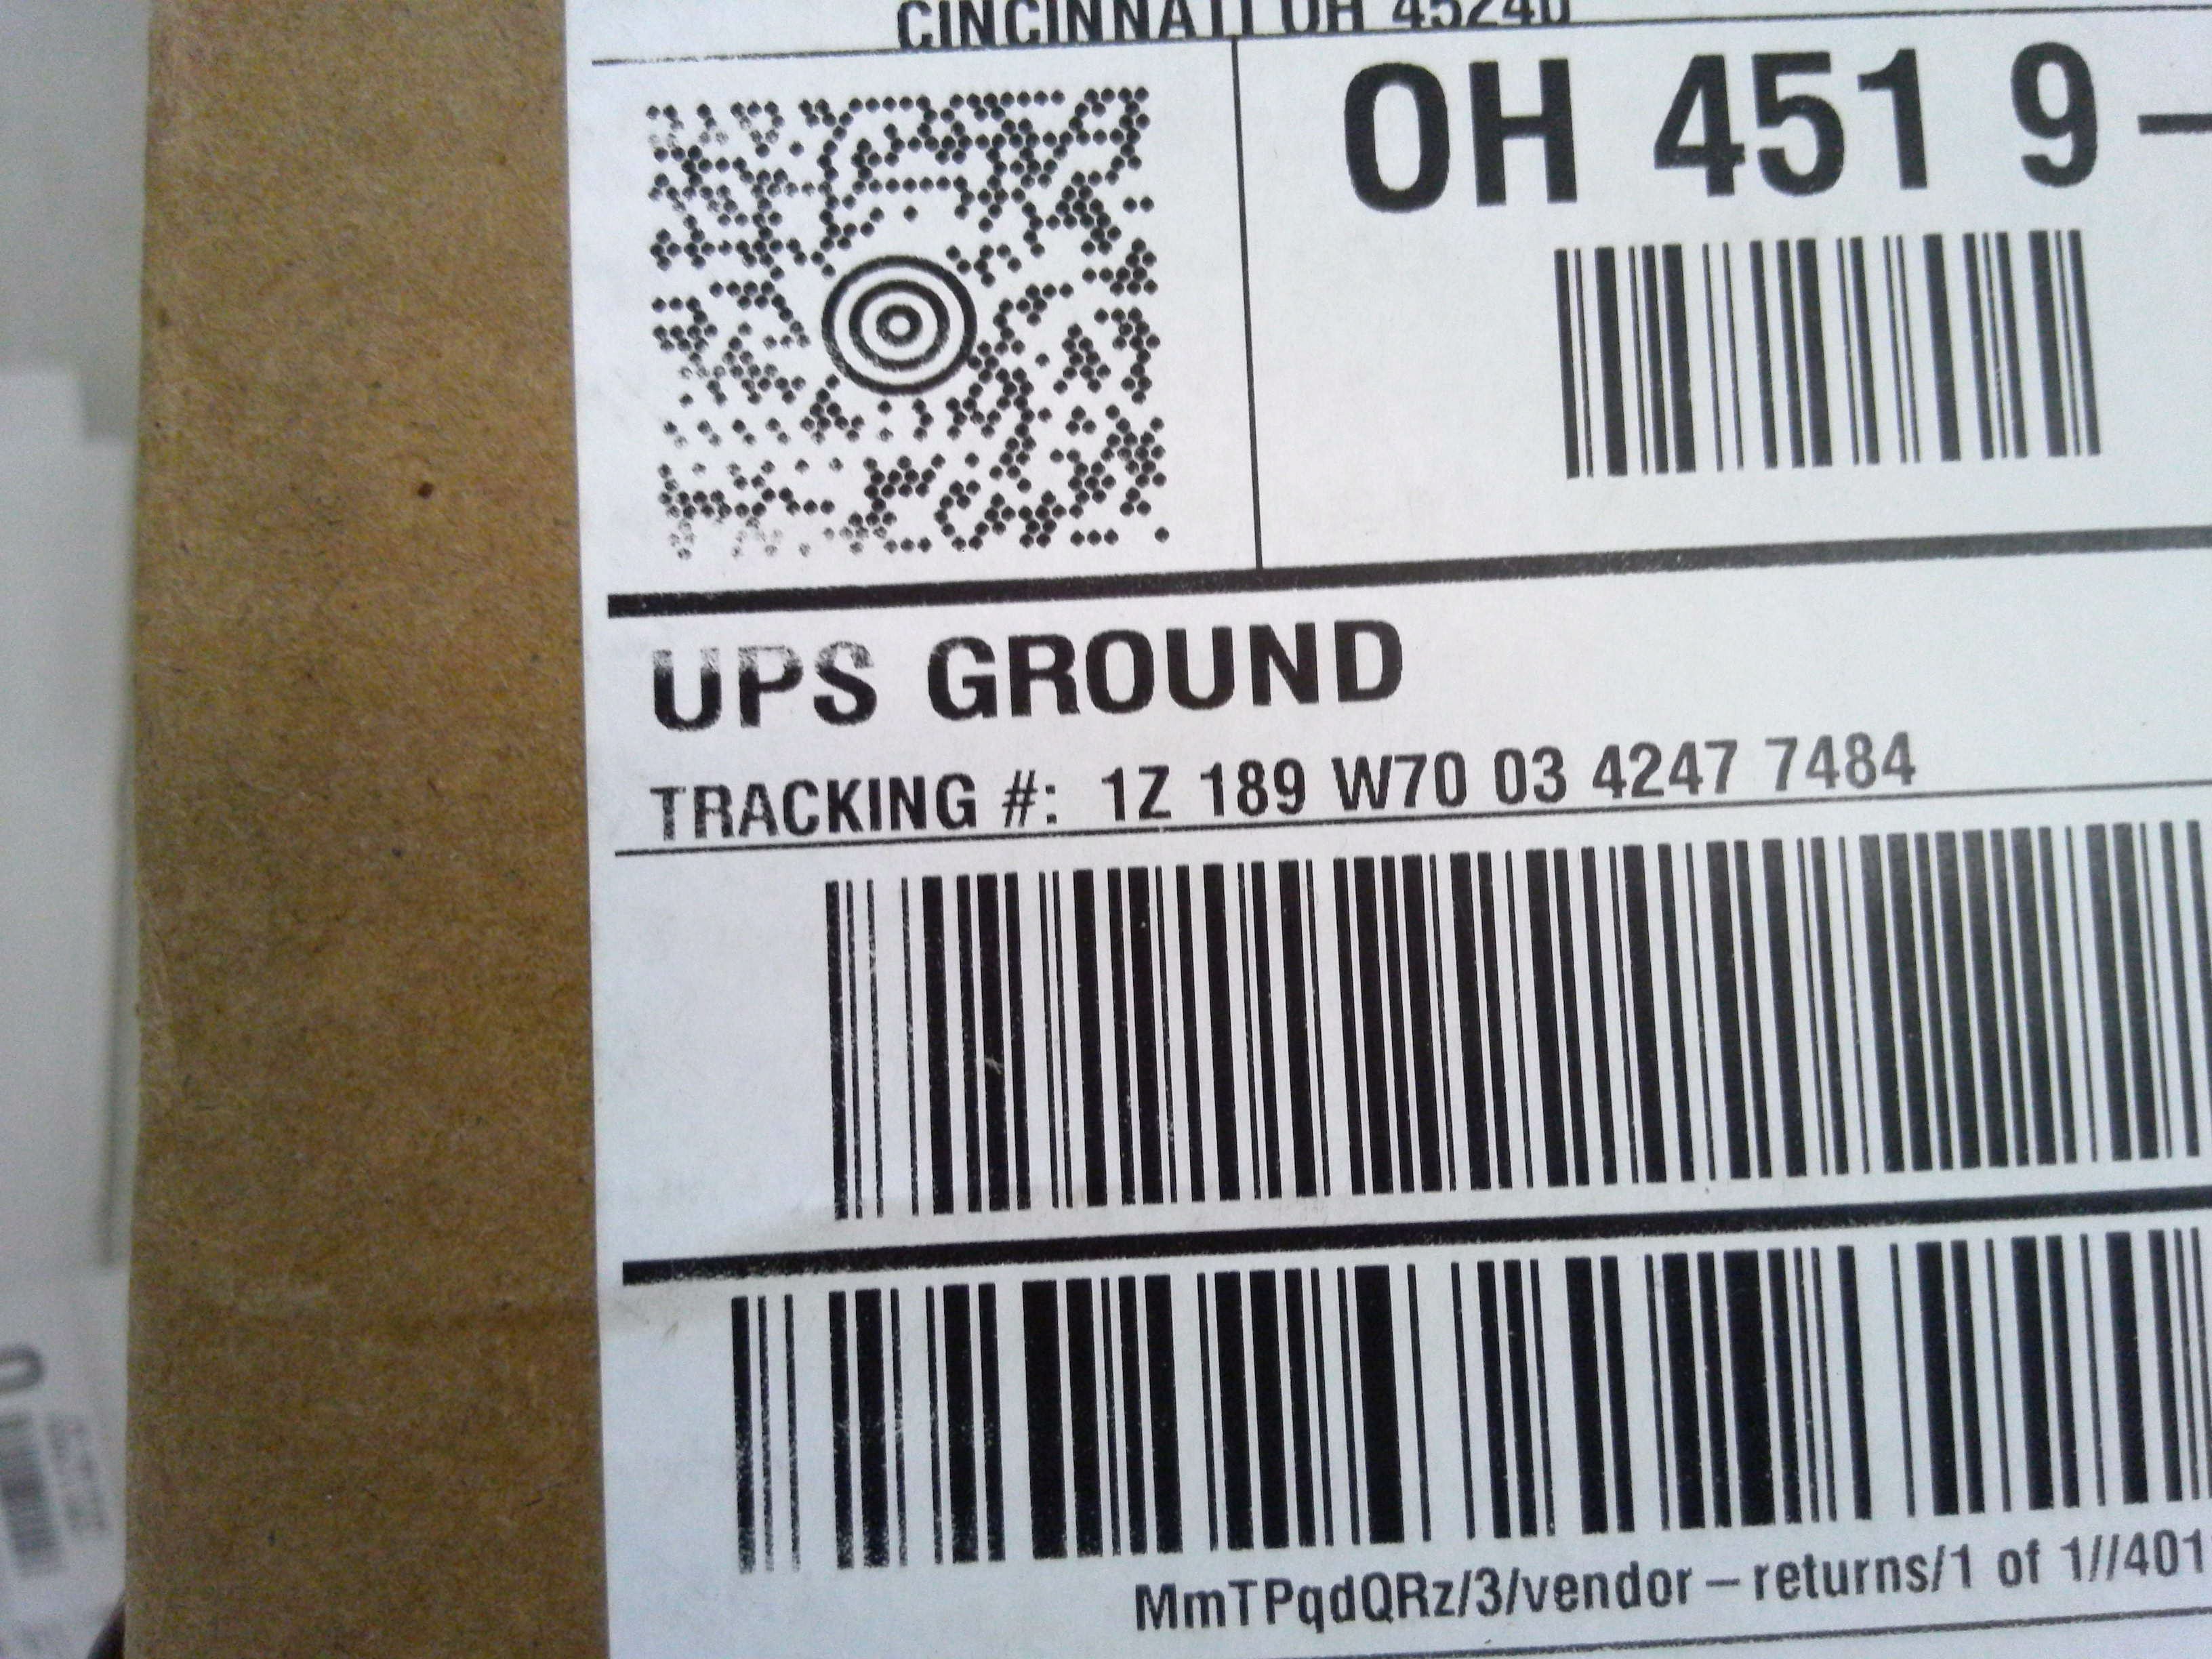 CINCINNATI OH 45240
OH 451 9 –
UPS GROUND
TRACKING #: 1Z 189 W70 03 4247 7484
MmTPqdQRz/3/vendor – returns/1 of 1//401